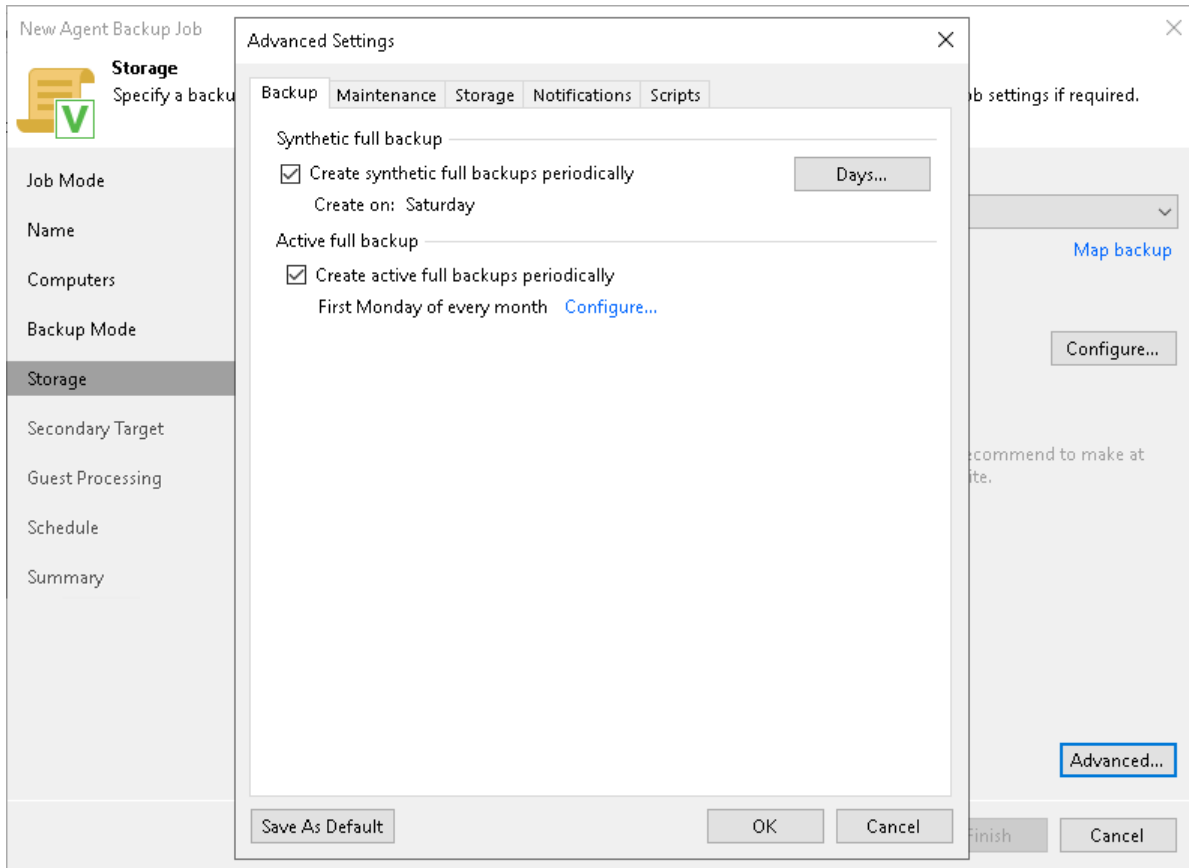 New Agent Backup Job
Storage
Specify a backu
ob settings if required.
Job Mode
Name
Computers
Backup Mode
Storage
Secondary Target
Guest Processing
Schedule
Summary
Advanced Settings
Backup Maintenance Storage Notifications Scripts
Synthetic full backup
Create synthetic full backups periodically Days...
Create on: Saturday
Active full backup
Create active full backups periodically
First Monday of every month Configure...
Save As Default OK Cancel
Map backup
Configure...
ecommend to make at
ite.
Advanced...
Finish Cancel